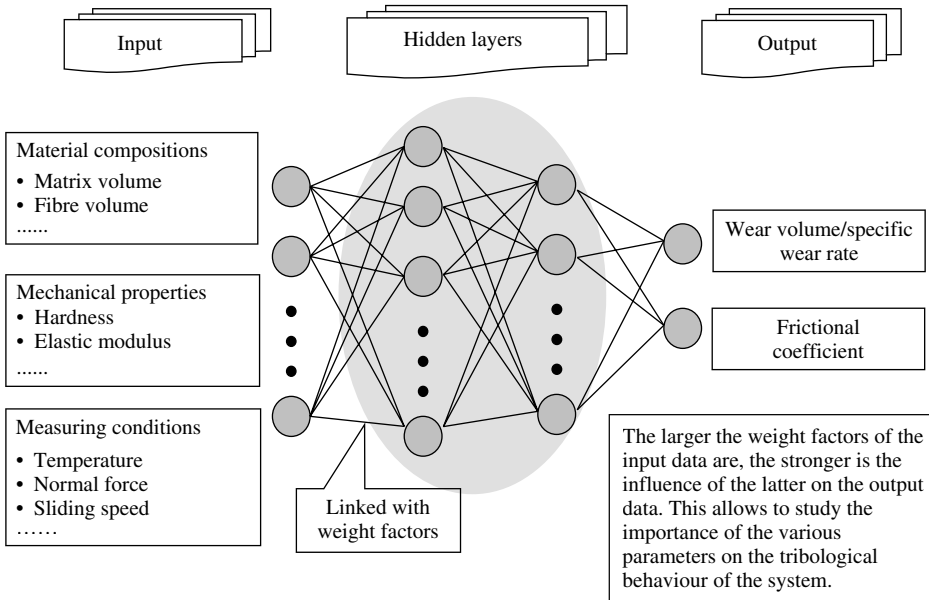 Input
Hidden layers
Output
Material compositions
• Matrix volume
• Fibre volume
......
Mechanical properties
• Hardness
• Elastic modulus
......
Measuring conditions
• Temperature
• Normal force
• Sliding speed
......
Linked with
weight factors
Wear volume/specific
wear rate
Frictional
coefficient
The larger the weight factors of the
input data are, the stronger is the
influence of the latter on the output
data. This allows to study the
importance of the various
parameters on the tribological
behaviour of the system.